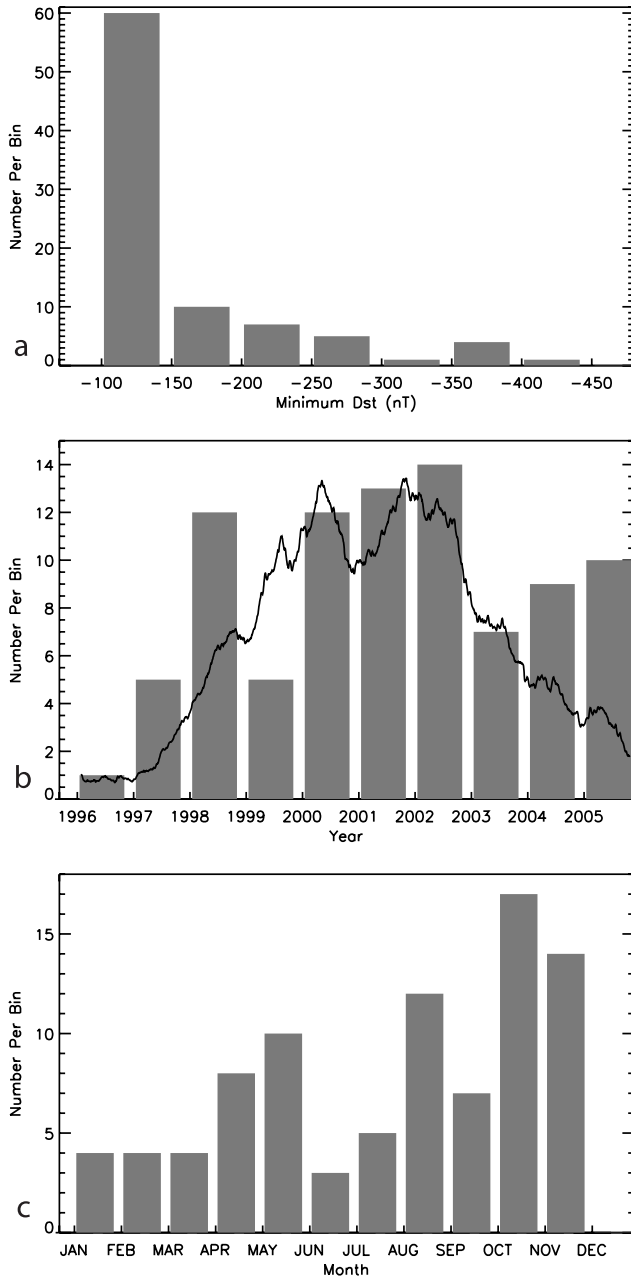 60
50
40
30
20
10
0
Number Per Bin
a
-100 -150 -200 -250 -300 -350 -400 -450
Minimum Dst (nT)
14
12
10
8
6
4
2
0
Number Per Bin
b
1996 1997 1998 1999 2000 2001 2002 2003 2004 2005
Year
15
10
5
0
Number Per Bin
c
JAN FEB MAR APR MAY JUN JUL AUG SEP OCT NOV DEC
Month